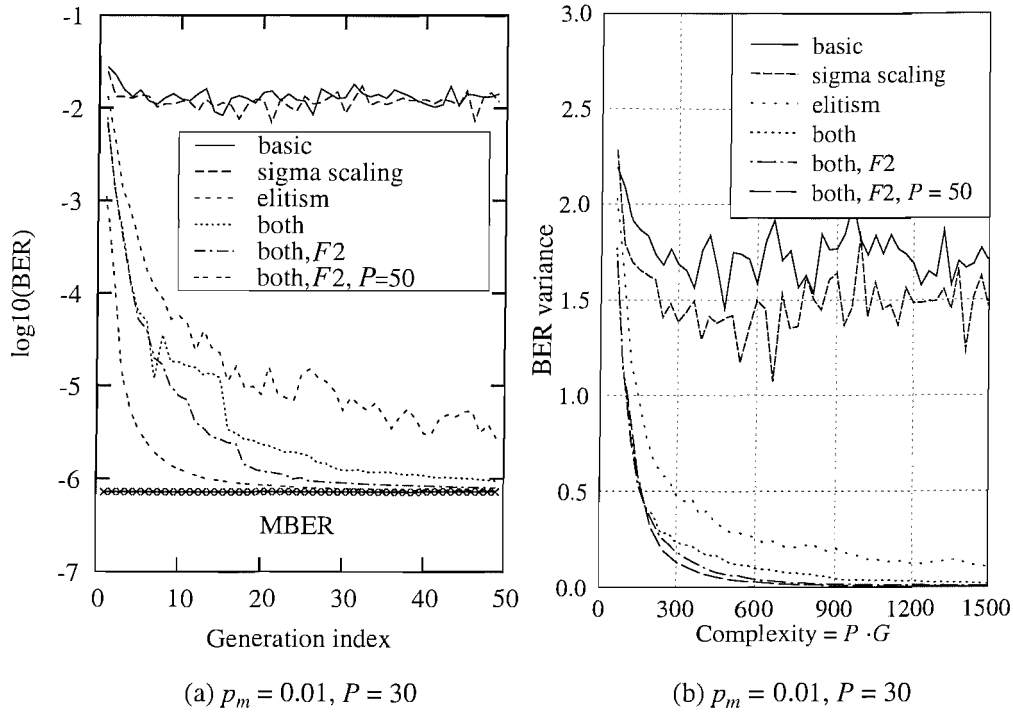 -1
-2
-3
-4
-5
-6
-7
log10(BER)
basic
sigma scaling
elitism
both
both, F2
both, F2, P=50
MBER
0
10
20
30
40
50
Generation index
(a) pm = 0.01, P = 30
3.0
2.5
2.0
1.5
1.0
0.5
0.0
BER variance
basic
sigma scaling
elitism
both
both, F2
both, F2, P = 50
0
300
600
900
1200
1500
Complexity = P · G
(b) pm = 0.01, P = 30